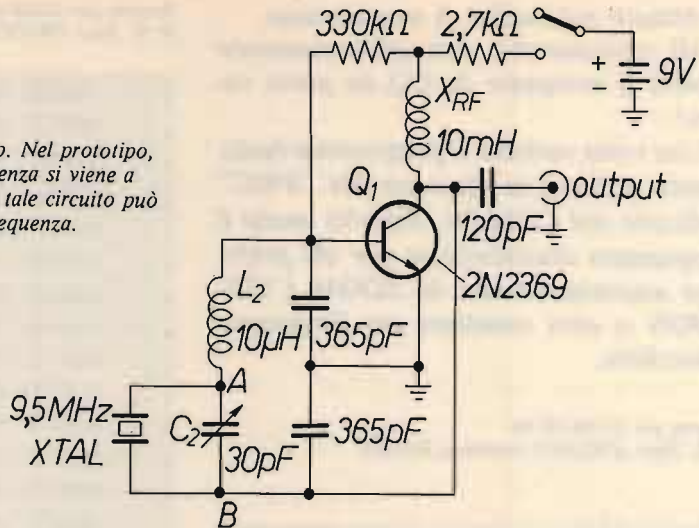 330kΩ
2,7kΩ
+
−
9V
X_RF
10mH
Q₁
output
120pF
2N2369
o. Nel prototipo,
enza si viene a
tale circuito può
equenza.
L₂
10µH
365pF
A
9,5MHz
XTAL
C₂
30pF
365pF
B